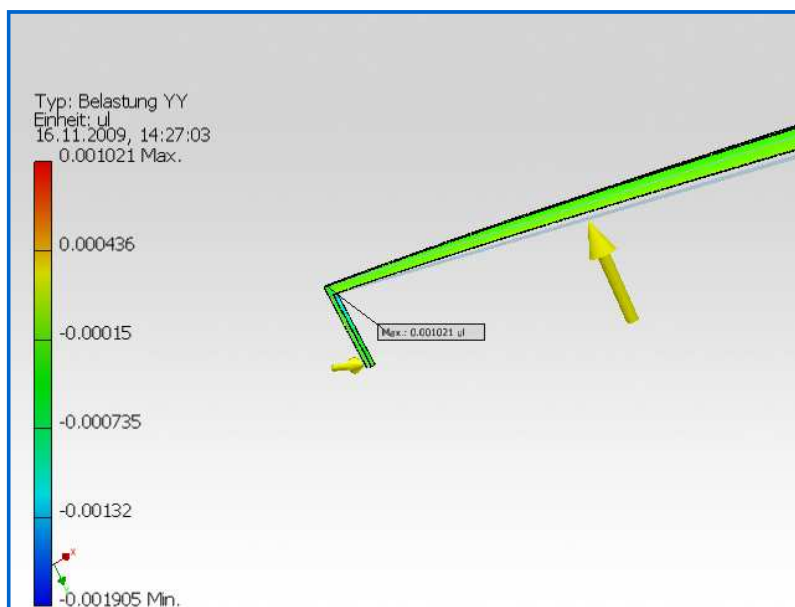 Typ: Belastung YY
Einheit: ul
16.11.2009, 14:27:03
0.001021 Max.
0.000436
-0.00015
Max.: 0.001021 ul
-0.000735
-0.00132
X
-0.001905 Min.